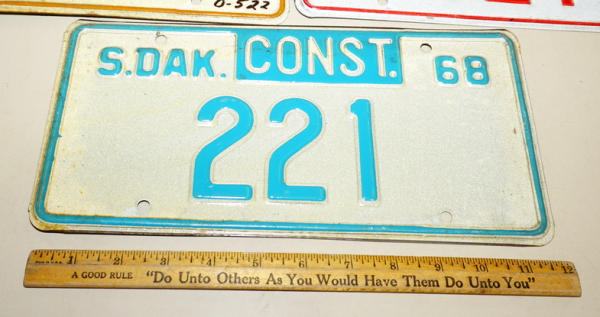 0-522
S.DAK. CONST. 68
221
1 2 3 4 5 6 7 8 9 10 11 12
A GOOD RULE "Do Unto Others As You Would Have Them Do Unto You"